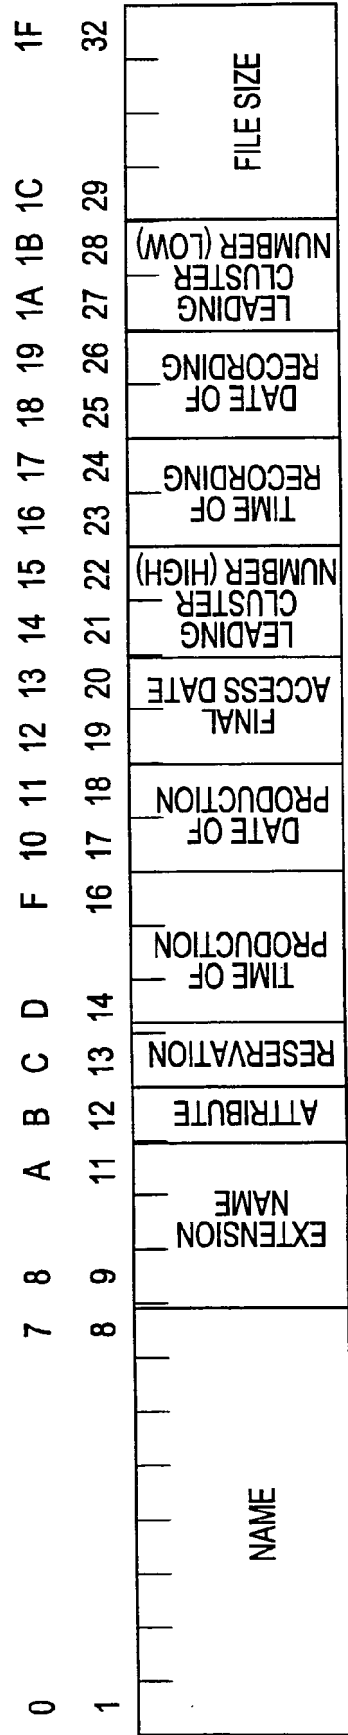 0 7 8 A B C D F 10 11 12 13 14 15 16 17 18 19 1A 1B 1C 1F
1 8 9 11 12 13 14 16 17 18 19 20 21 22 23 24 25 26 27 28 29 32
NAME
EXTENSION
NAME
ATTRIBUTE
RESERVATION
TIME OF
PRODUCTION
DATE OF
PRODUCTION
FINAL
ACCESS DATE
LEADING
CLUSTER
NUMBER (HIGH)
TIME OF
RECORDING
DATE OF
RECORDING
LEADING
CLUSTER
NUMBER (LOW)
FILE SIZE